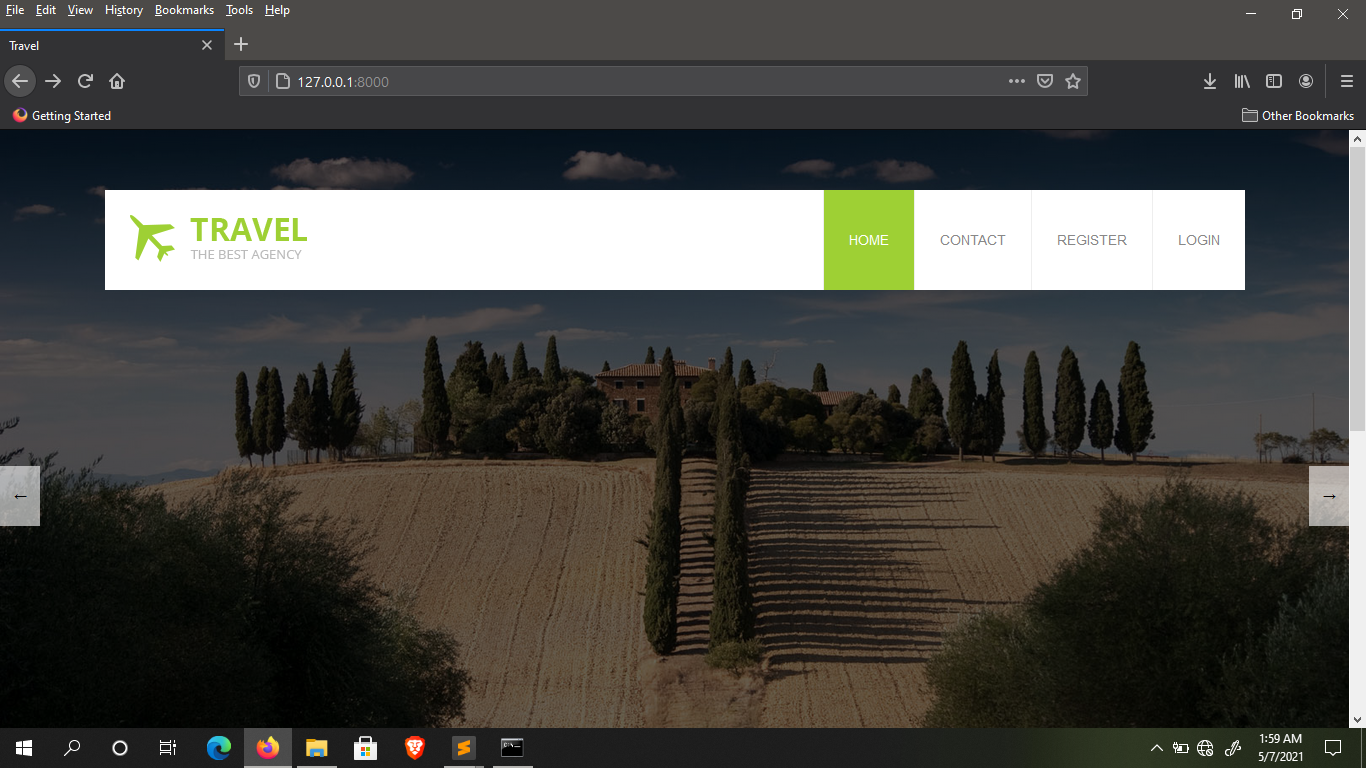 File Edit View History Bookmarks Tools Help
Travel
127.0.0.1:8000
Getting Started
Other Bookmarks
TRAVEL
THE BEST AGENCY
HOME
CONTACT
REGISTER
LOGIN
←
→
1:59 AM
5/7/2021